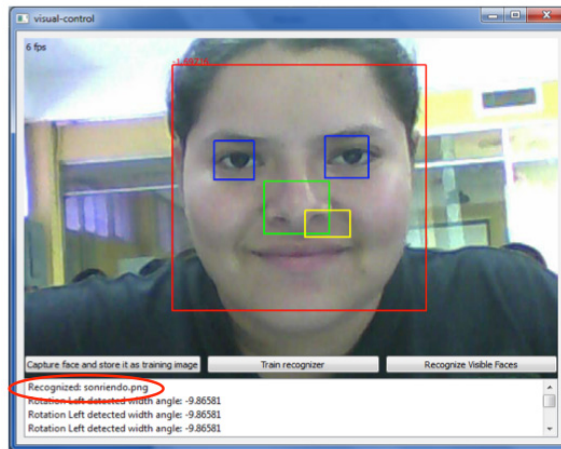 visual-control
6 fps
Capture face and store it as training image
Train recognizer
Recognize Visible Faces
Recognized: sonriendo.png
Rotation Left detected width angle: -9.86581
Rotation Left detected width angle: -9.86581
Rotation Left detected width angle: -9.86581